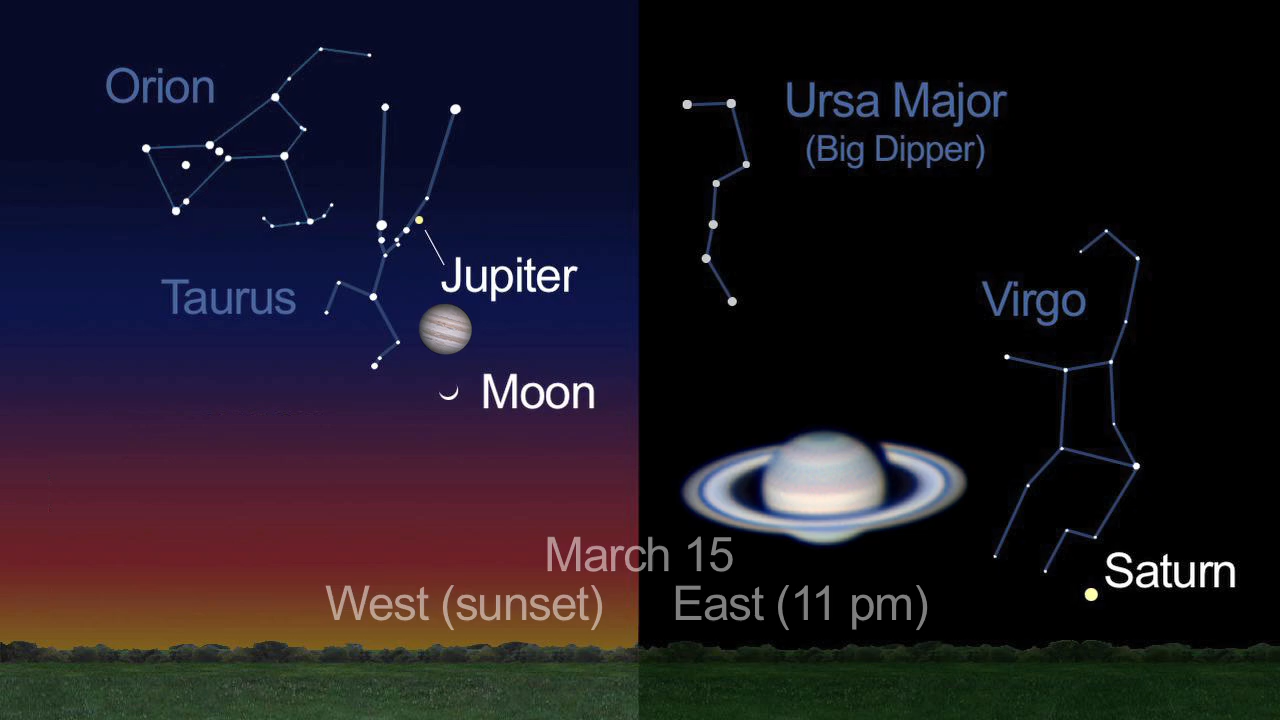 Orion
Taurus
Jupiter
Moon
Ursa Major
(Big Dipper)
Virgo
Saturn
March 15
West (sunset)
East (11 pm)